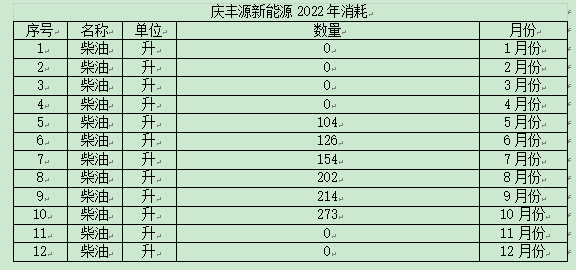 庆丰源新能源 2022 年消耗
序号 名称 单位 数量 月份
1 柴油 升 0 1 月份
2 柴油 升 0 2 月份
3 柴油 升 0 3 月份
4 柴油 升 0 4 月份
5 柴油 升 104 5 月份
6 柴油 升 126 6 月份
7 柴油 升 154 7 月份
8 柴油 升 202 8 月份
9 柴油 升 214 9 月份
10 柴油 升 273 10 月份
11 柴油 升 0 11 月份
12 柴油 升 0 12 月份